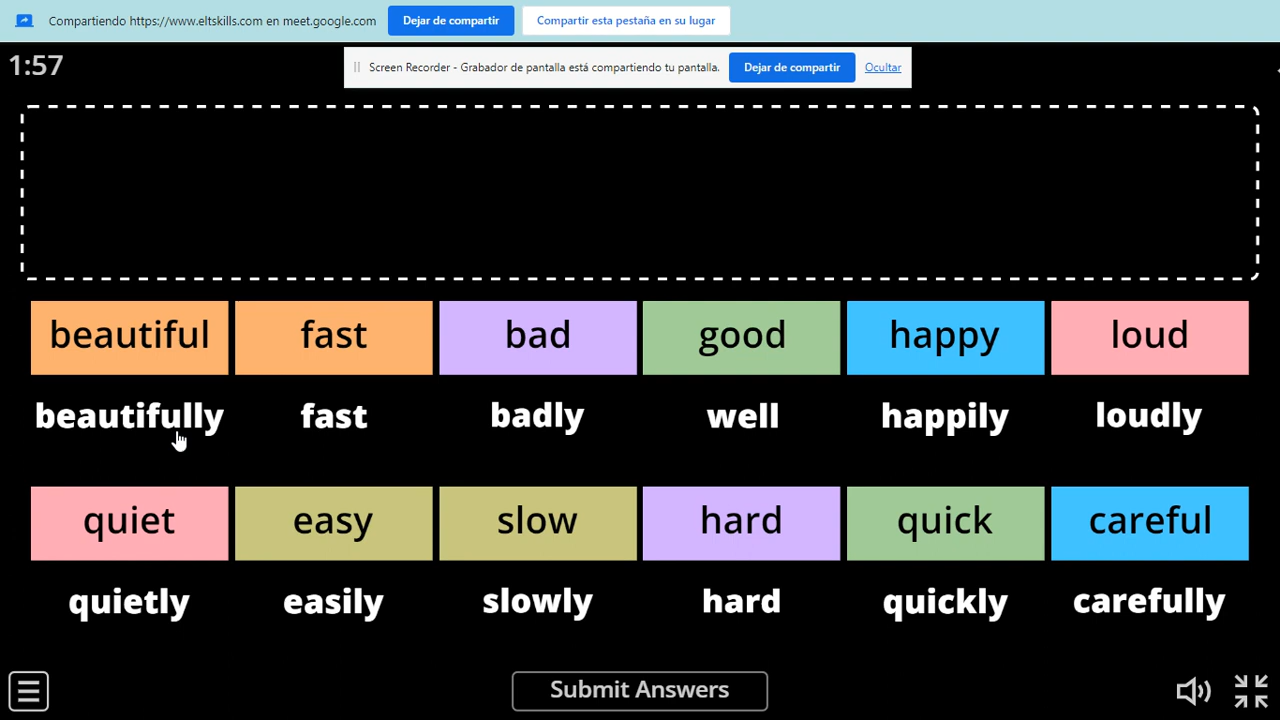 Compartiendo https://www.eltskills.com en meet.google.com Dejar de compartir Compartir esta pestaña en su lugar
1:57
Screen Recorder - Grabador de pantalla está compartiendo tu pantalla. Dejar de compartir Ocultar
beautiful fast bad good happy loud
beautifully fast badly well happily loudly
quiet easy slow hard quick careful
quietly easily slowly hard quickly carefully
Submit Answers